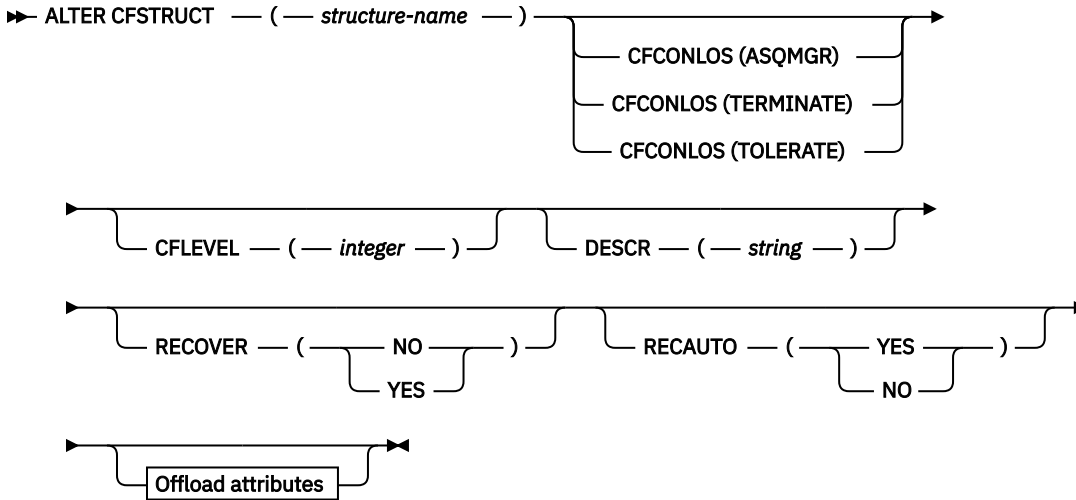 ALTER CFSTRUCT ( structure-name )
CFCONLOS (ASQMGR)
CFCONLOS (TERMINATE)
CFCONLOS (TOLERATE)
CFLEVEL ( integer ) DESCR ( string )
RECOVER ( NO ) RECAUTO ( YES )
YES NO
Offload attributes